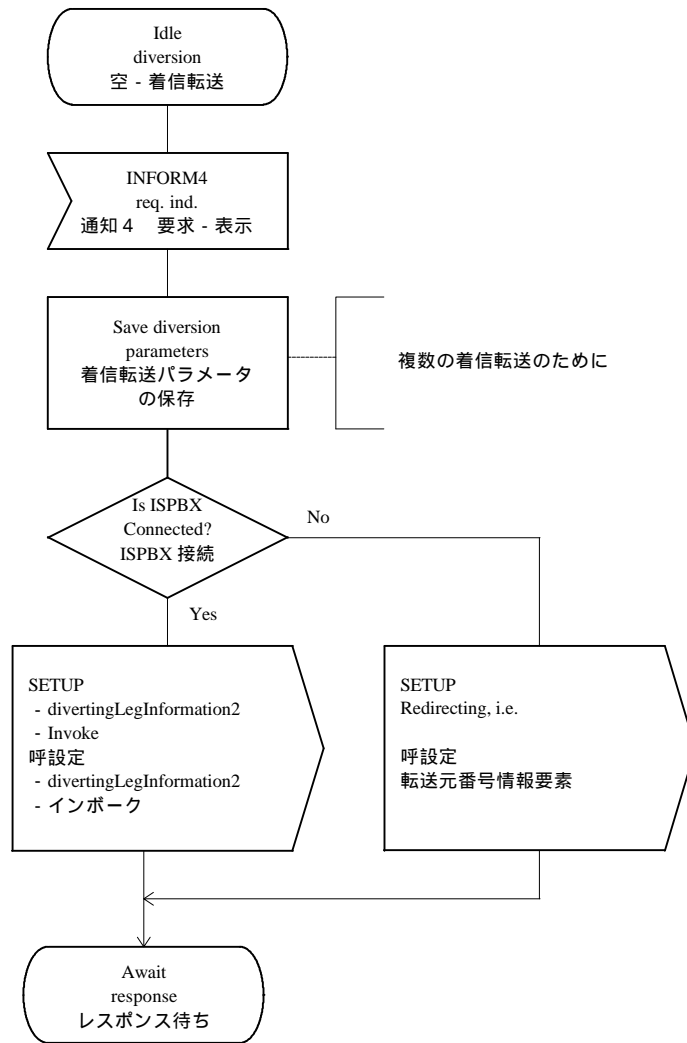 Idle
diversion
空 - 着信転送
INFORM4
req. ind.
通知４　要求 - 表示
Save diversion
parameters
着信転送パラメータ
の保存
複数の着信転送のために
Is ISPBX
Connected?
ISPBX 接続
No
Yes
SETUP
- divertingLegInformation2
- Invoke
呼設定
- divertingLegInformation2
- インボーク
SETUP
Redirecting, i.e.
呼設定
転送元番号情報要素
Await
response
レスポンス待ち